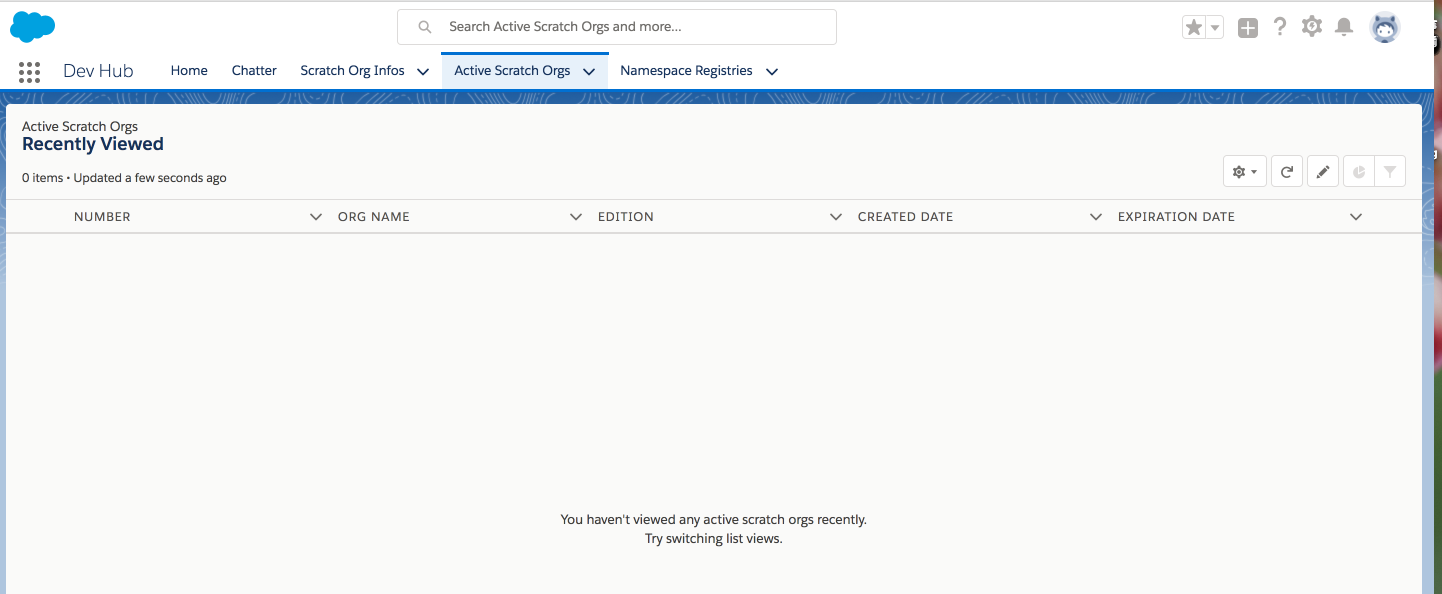 Search Active Scratch Orgs and more...
Dev Hub Home Chatter Scratch Org Infos Active Scratch Orgs Namespace Registries
Active Scratch Orgs
Recently Viewed
0 items • Updated a few seconds ago
NUMBER ORG NAME EDITION CREATED DATE EXPIRATION DATE
You haven't viewed any active scratch orgs recently.
Try switching list views.